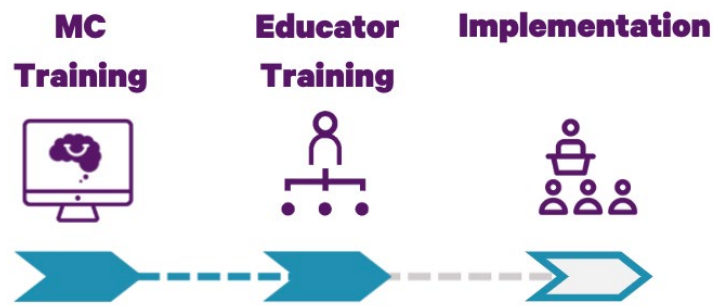 MC
Training
Educator
Training
Implementation